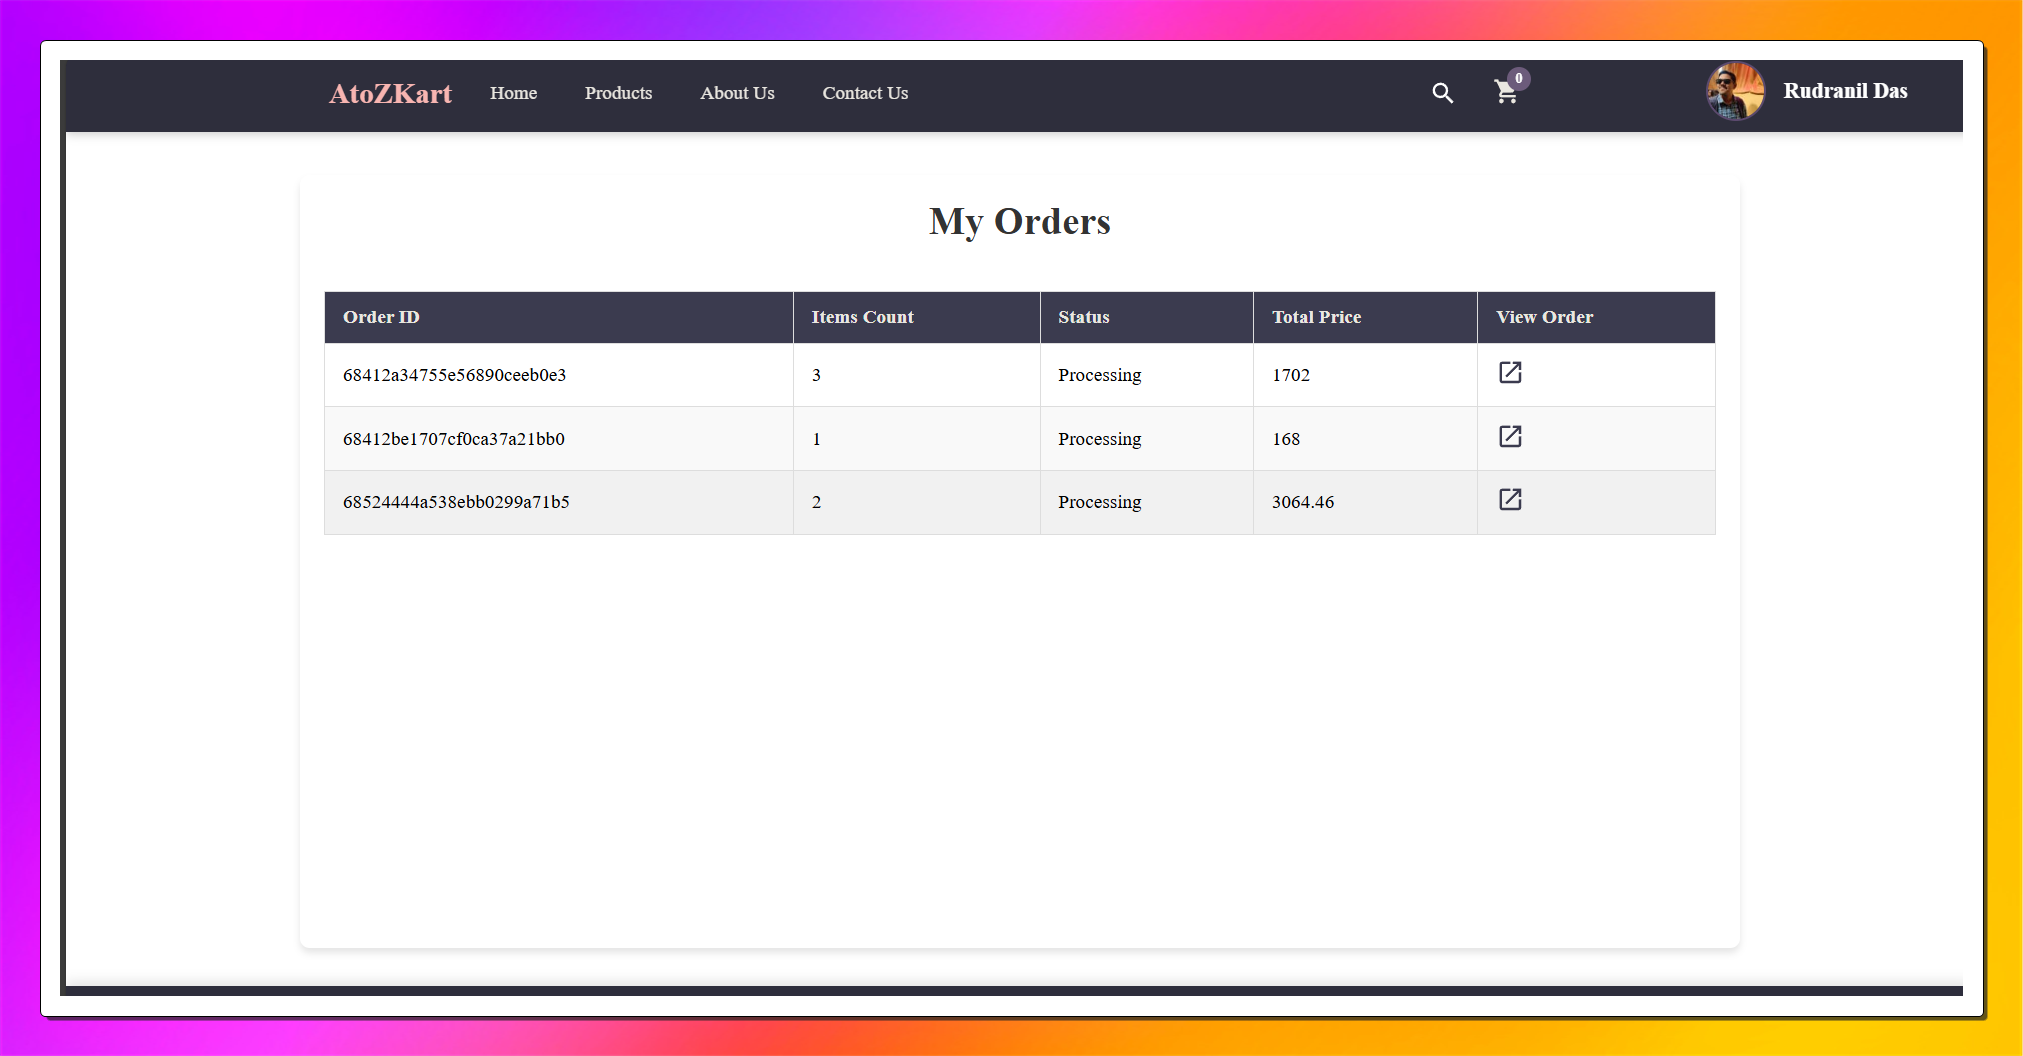 AtoZKart Home Products About Us Contact Us 0 Rudranil Das
My Orders
Order ID Items Count Status Total Price View Order
68412a34755e56890ceeb0e3 3 Processing 1702
68412be1707cf0ca37a21bb0 1 Processing 168
68524444a538ebb0299a71b5 2 Processing 3064.46